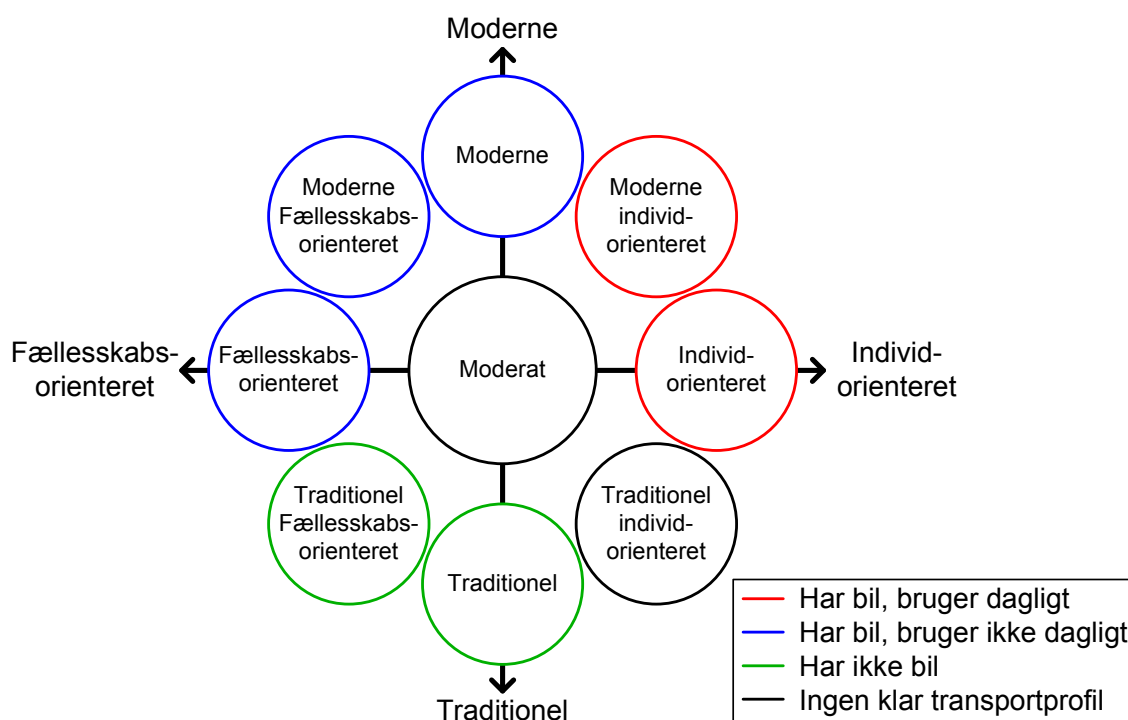 Moderne
Moderne
Moderne
Fællesskabs-
orienteret
Moderne
individ-
orienteret
Fællesskabs-
orienteret
Fællesskabs-
orienteret
Moderat
Individ-
orienteret
Individ-
orienteret
Traditionel
Fællesskabs-
orienteret
Traditionel
Traditionel
individ-
orienteret
Traditionel
Har bil, bruger dagligt
Har bil, bruger ikke dagligt
Har ikke bil
Ingen klar transportprofil